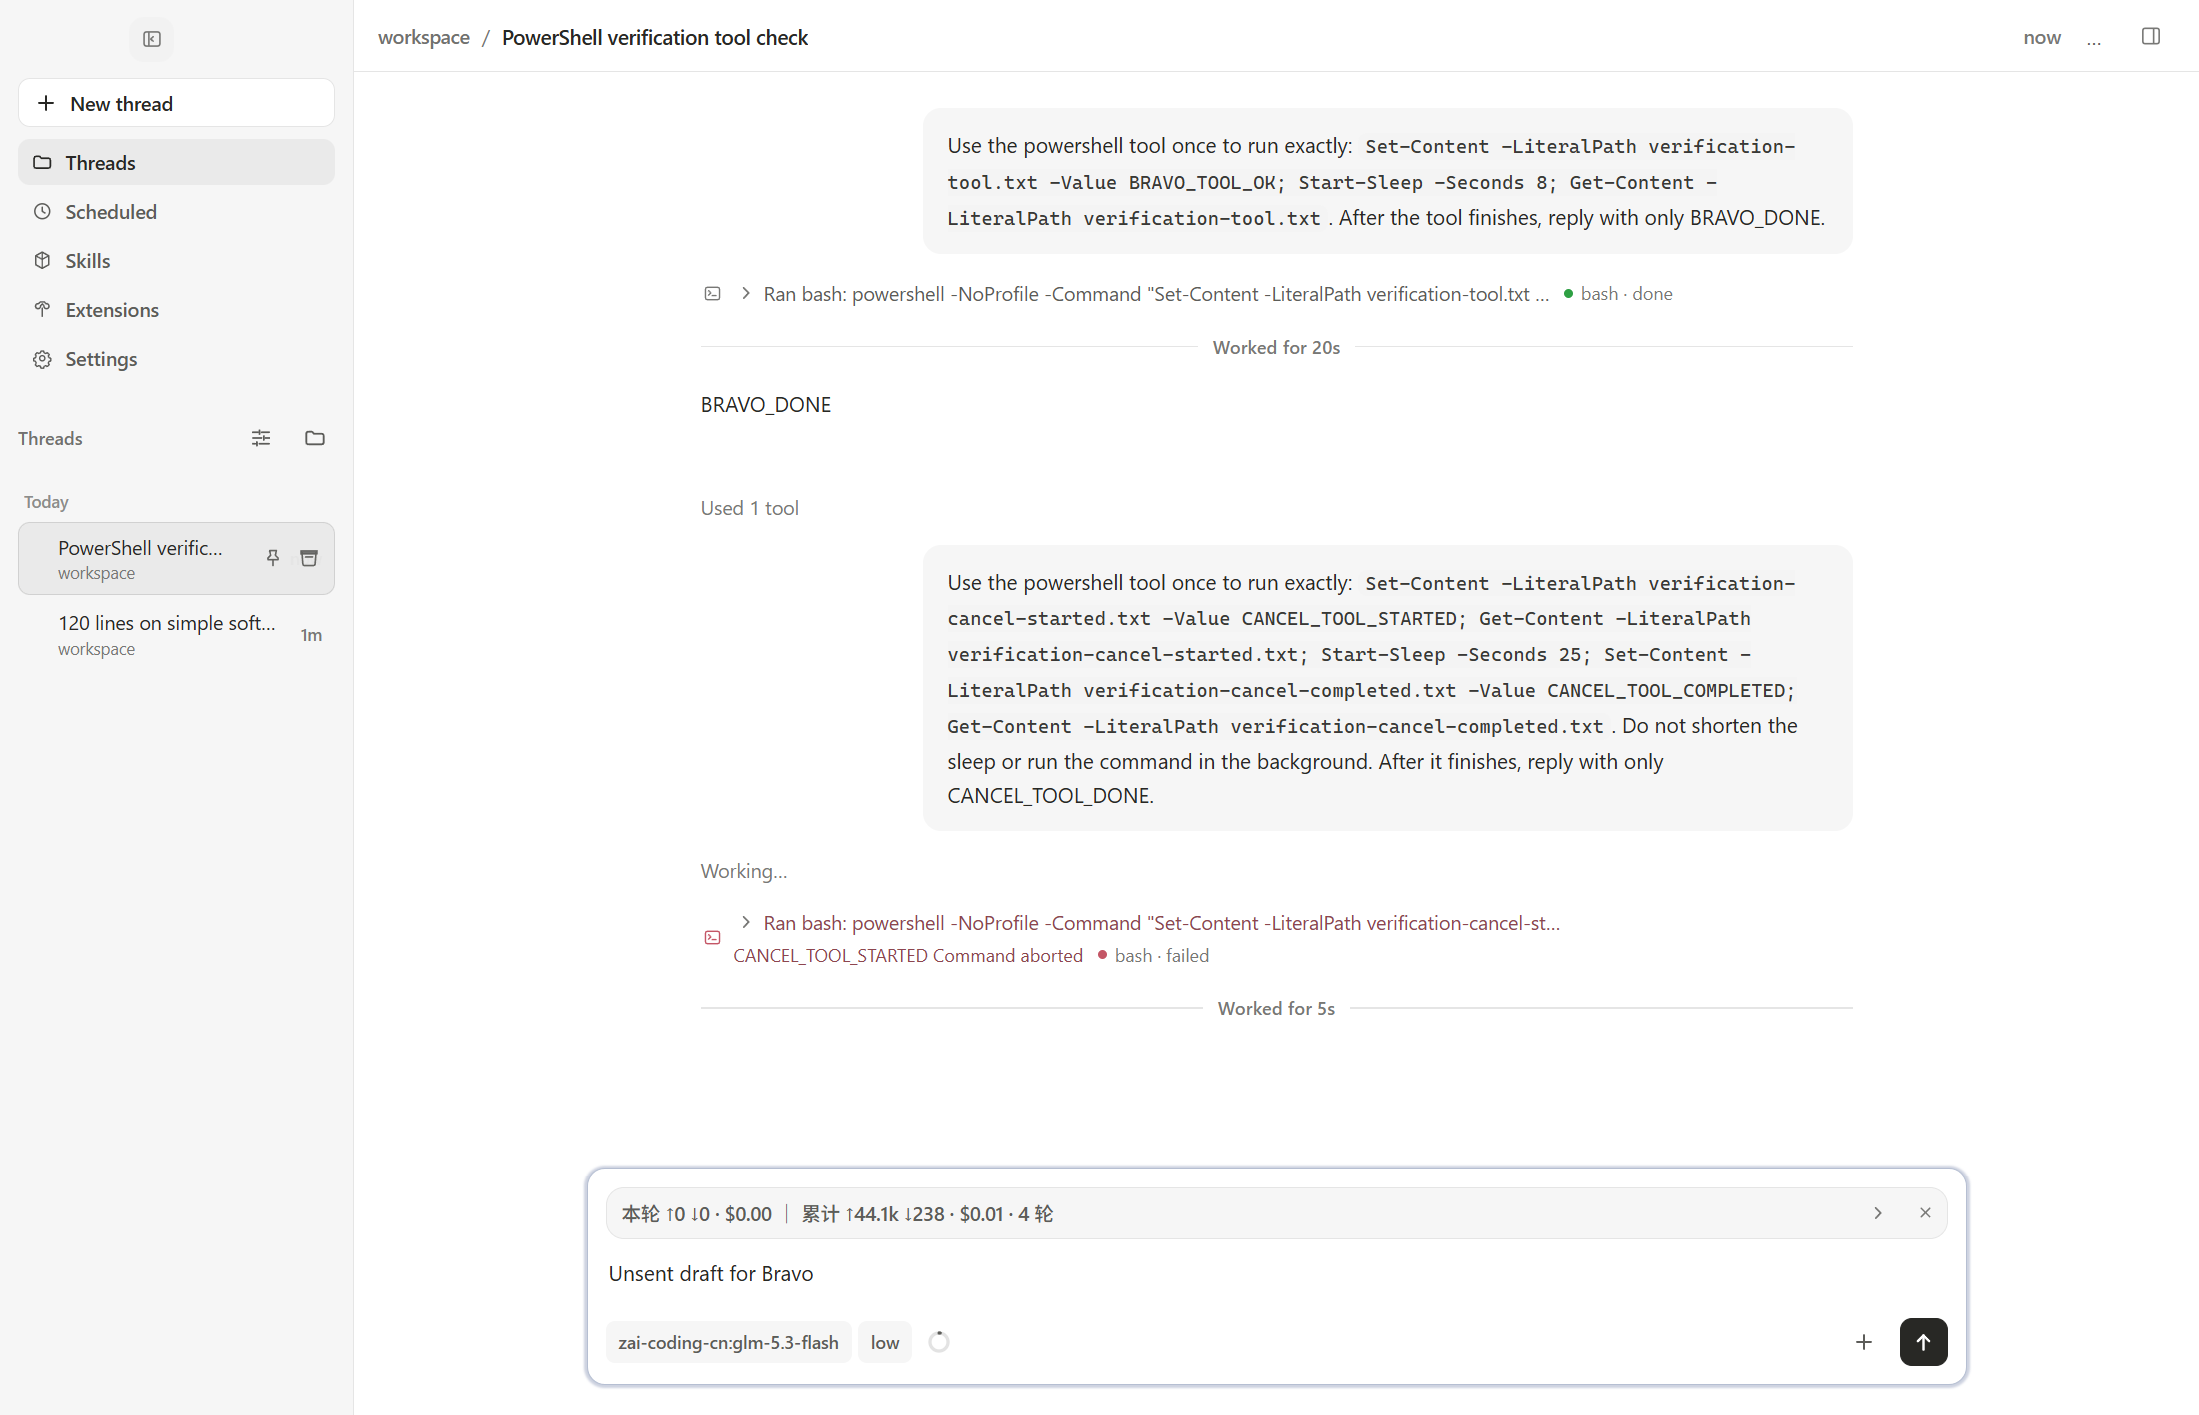 workspace / PowerShell verification tool check
now ...
New thread
Threads
Scheduled
Skills
Extensions
Settings
Threads
Today
PowerShell verific...
workspace
120 lines on simple soft...
workspace
1m
Use the powershell tool once to run exactly: Set-Content -LiteralPath verification-
tool.txt -Value BRAVO_TOOL_OK; Start-Sleep -Seconds 8; Get-Content -
LiteralPath verification-tool.txt . After the tool finishes, reply with only BRAVO_DONE.
Ran bash: powershell -NoProfile -Command "Set-Content -LiteralPath verification-tool.txt ... bash · done
Worked for 20s
BRAVO_DONE
Used 1 tool
Use the powershell tool once to run exactly: Set-Content -LiteralPath verification-
cancel-started.txt -Value CANCEL_TOOL_STARTED; Get-Content -LiteralPath
verification-cancel-started.txt; Start-Sleep -Seconds 25; Set-Content -
LiteralPath verification-cancel-completed.txt -Value CANCEL_TOOL_COMPLETED;
Get-Content -LiteralPath verification-cancel-completed.txt . Do not shorten the
sleep or run the command in the background. After it finishes, reply with only
CANCEL_TOOL_DONE.
Working...
Ran bash: powershell -NoProfile -Command "Set-Content -LiteralPath verification-cancel-st...
CANCEL_TOOL_STARTED Command aborted bash · failed
Worked for 5s
本轮 ↑0 ↓0 · $0.00 | 累计 ↑44.1k ↓238 · $0.01 · 4 轮
Unsent draft for Bravo
zai-coding-cn:glm-5.3-flash low